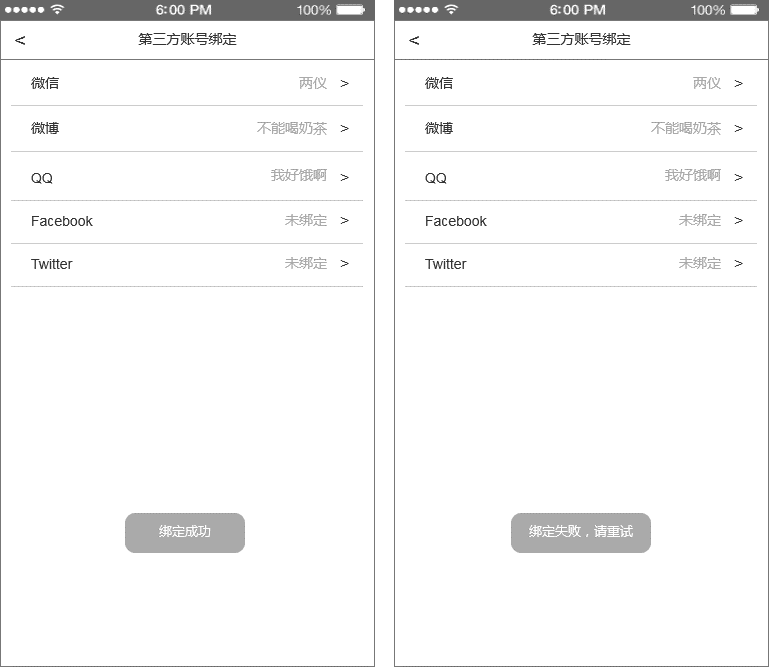 6:00 PM 100%
< 第三方账号绑定
微信 两仪 >
微博 不能喝奶茶 >
QQ 我好饿啊 >
Facebook 未绑定 >
Twitter 未绑定 >
绑定成功
6:00 PM 100%
< 第三方账号绑定
微信 两仪 >
微博 不能喝奶茶 >
QQ 我好饿啊 >
Facebook 未绑定 >
Twitter 未绑定 >
绑定失败，请重试